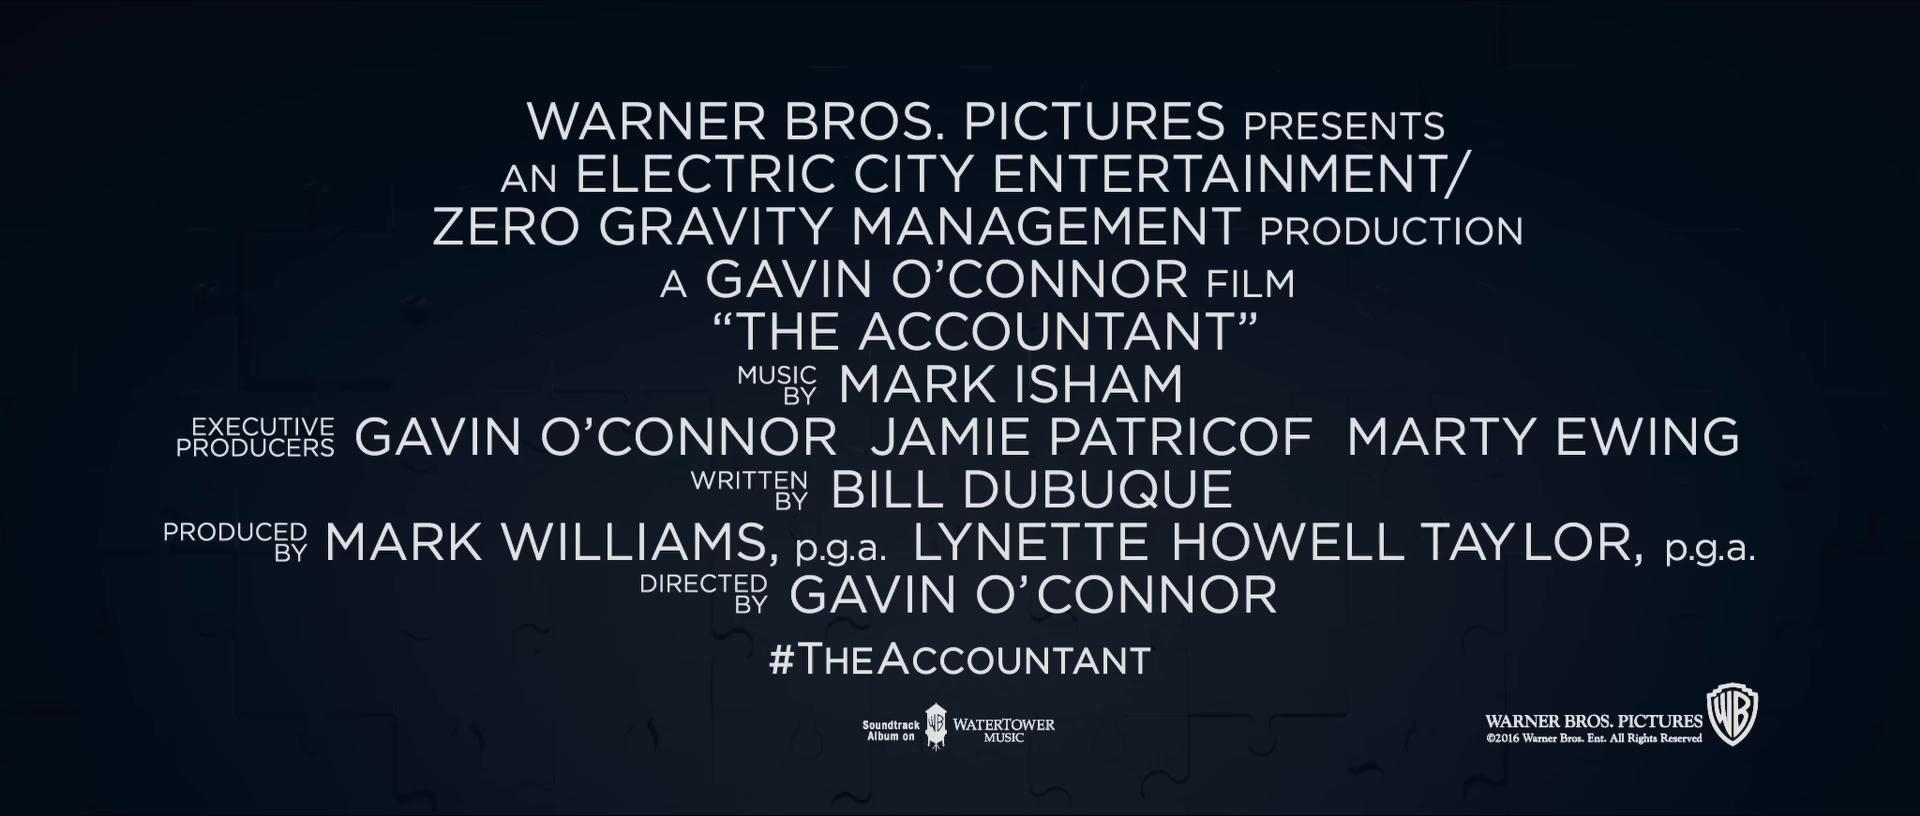 WARNER BROS. PICTURES PRESENTS
AN ELECTRIC CITY ENTERTAINMENT/
ZERO GRAVITY MANAGEMENT PRODUCTION
A GAVIN O’CONNOR FILM
“THE ACCOUNTANT”
MUSIC BY MARK ISHAM
EXECUTIVE PRODUCERS GAVIN O’CONNOR JAMIE PATRICOF MARTY EWING
WRITTEN BY BILL DUBUQUE
PRODUCED BY MARK WILLIAMS, p.g.a. LYNETTE HOWELL TAYLOR, p.g.a.
DIRECTED BY GAVIN O’CONNOR
#THEACCOUNTANT
Soundtrack Album on WB WATERTOWER MUSIC
WARNER BROS. PICTURES WB
©2016 Warner Bros. Ent. All Rights Reserved